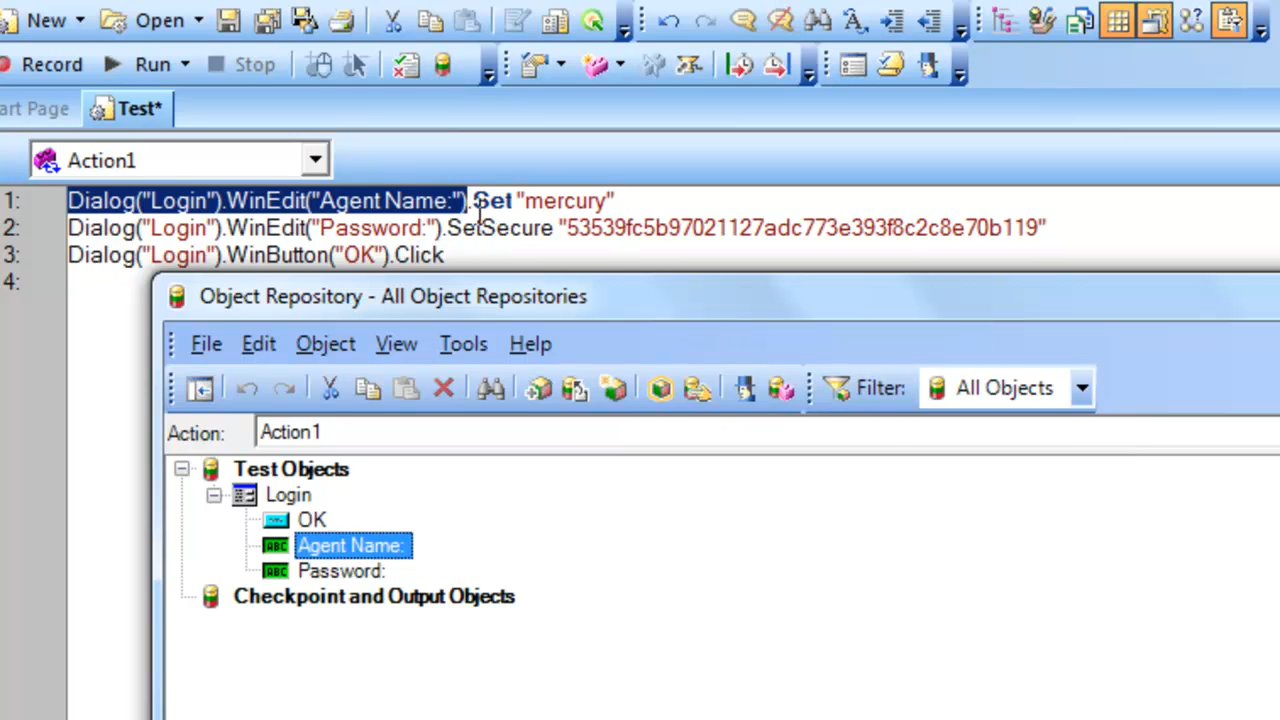 New Open
Record Run Stop
art Page Test*
Action1
1: Dialog("Login").WinEdit("Agent Name:").Set "mercury"
2: Dialog("Login").WinEdit("Password:").SetSecure "53539fc5b97021127adc773e393f8c2c8e70b119"
3: Dialog("Login").WinButton("OK").Click
4:
Object Repository - All Object Repositories
File Edit Object View Tools Help
Filter: All Objects
Action: Action1
Test Objects
Login
OK
ABC Agent Name:
ABC Password:
Checkpoint and Output Objects